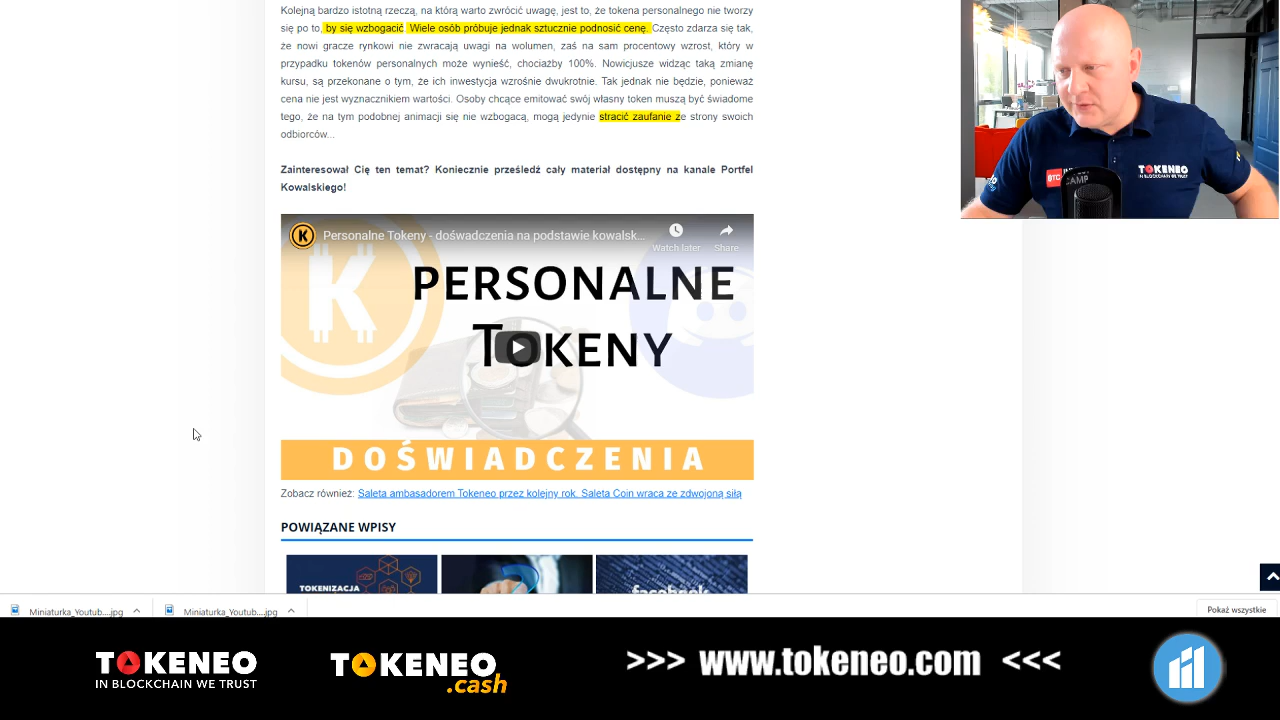 Kolejną bardzo istotną rzeczą, na którą warto zwrócić uwagę, jest to, że tokena personalnego nie tworzy
się po to, by się wzbogacić. Wiele osób próbuje jednak sztucznie podnosić cenę. Często zdarza się tak,
że nowi gracze rynkowi nie zwracają uwagi na wolumen, zaś na sam procentowy wzrost, który w
przypadku tokenów personalnych może wynieść, chociażby 100%. Nowicjusze widząc taką zmianę
kursu, są przekonane o tym, że ich inwestycja wzrośnie dwukrotnie. Tak jednak nie będzie, ponieważ
cena nie jest wyznacznikiem wartości. Osoby chcące emitować swój własny token muszą być świadome
tego, że na tym podobnej animacji się nie wzbogacą, mogą jedynie stracić zaufanie ze strony swoich
odbiorców...
Zainteresował Cię ten temat? Koniecznie prześledź cały materiał dostępny na kanale Portfel
Kowalskiego!
Personalne Tokeny - doświadczenia na podstawie kowalsk...
Watch later
Share
PERSONALNE
TOKENY
DOŚWIADCZENIA
Zobacz również: Saleta ambasadorem Tokeneo przez kolejny rok. Saleta Coin wraca ze zdwojoną siłą
POWIĄZANE WPISY
TOKENIZACJA
facebook
Miniaturka_Youtub....jpg
Miniaturka_Youtub....jpg
Pokaż wszystkie
TOKENEO
IN BLOCKCHAIN WE TRUST
TOKENEO
.cash
>>> www.tokeneo.com <<<
BTC
CAMP
TOKENEO
IN BLOCKCHAIN WE TRUST